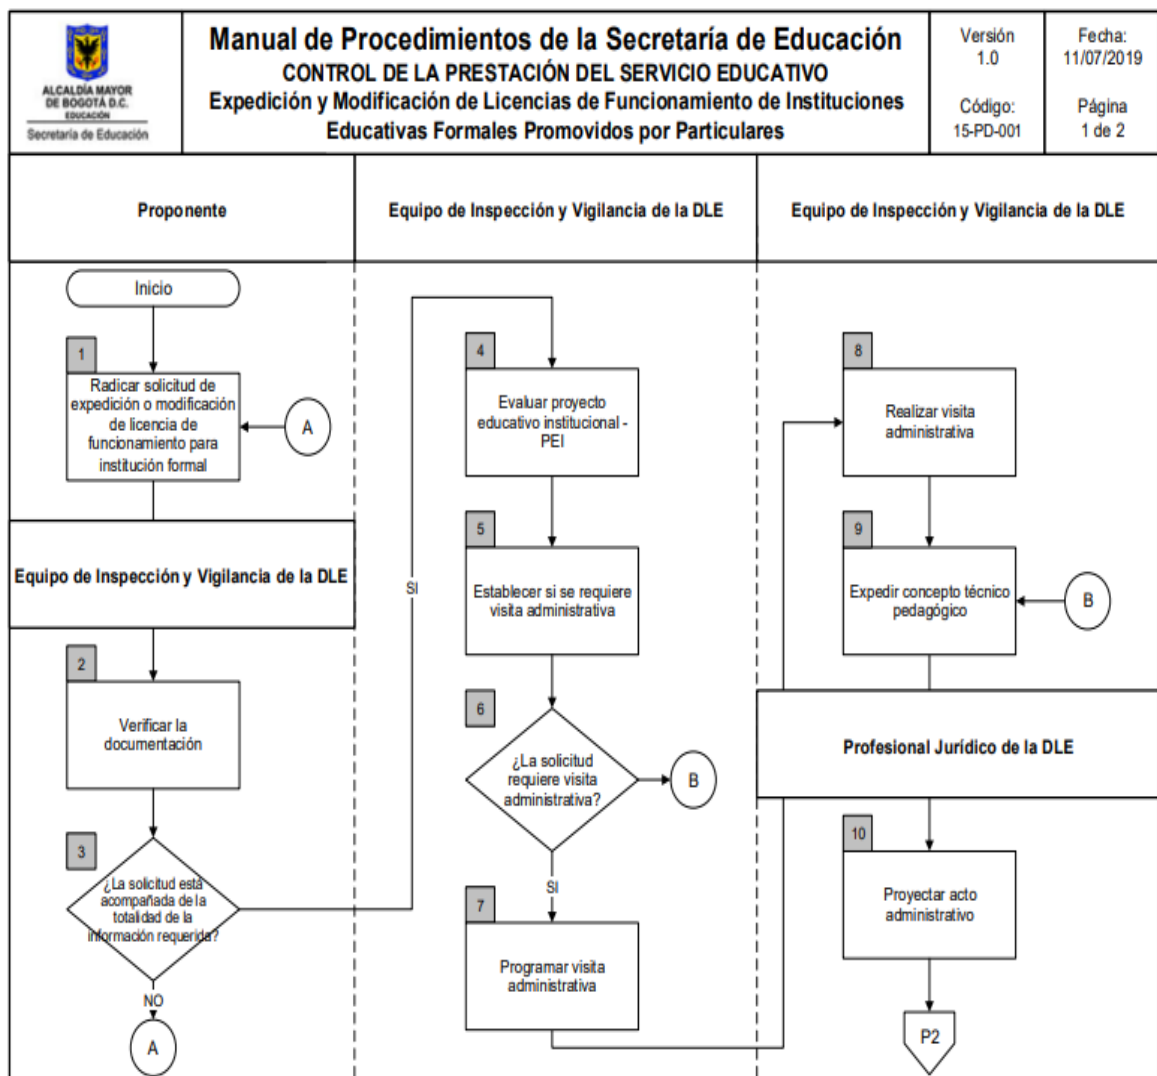 ALCALDÍA MAYOR
DE BOGOTÁ D.C.
EDUCACIÓN
Secretaría de Educación
Manual de Procedimientos de la Secretaría de Educación
CONTROL DE LA PRESTACIÓN DEL SERVICIO EDUCATIVO
Expedición y Modificación de Licencias de Funcionamiento de Instituciones
Educativas Formales Promovidos por Particulares
Versión
1.0
Código:
15-PD-001
Fecha:
11/07/2019
Página
1 de 2
Proponente
Inicio
1
Radicar solicitud de
expedición o modificación
de licencia de
funcionamiento para
institución formal
A
Equipo de Inspección y Vigilancia de la DLE
2
Verificar la
documentación
3
¿La solicitud está
acompañada de la
totalidad de la
información requerida?
SI
NO
A
Equipo de Inspección y Vigilancia de la DLE
4
Evaluar proyecto
educativo institucional -
PEI
5
Establecer si se requiere
visita administrativa
6
¿La solicitud
requiere visita
administrativa?
B
SI
7
Programar visita
administrativa
Equipo de Inspección y Vigilancia de la DLE
8
Realizar visita
administrativa
9
Expedir concepto técnico
pedagógico
B
Profesional Jurídico de la DLE
10
Proyectar acto
administrativo
P2